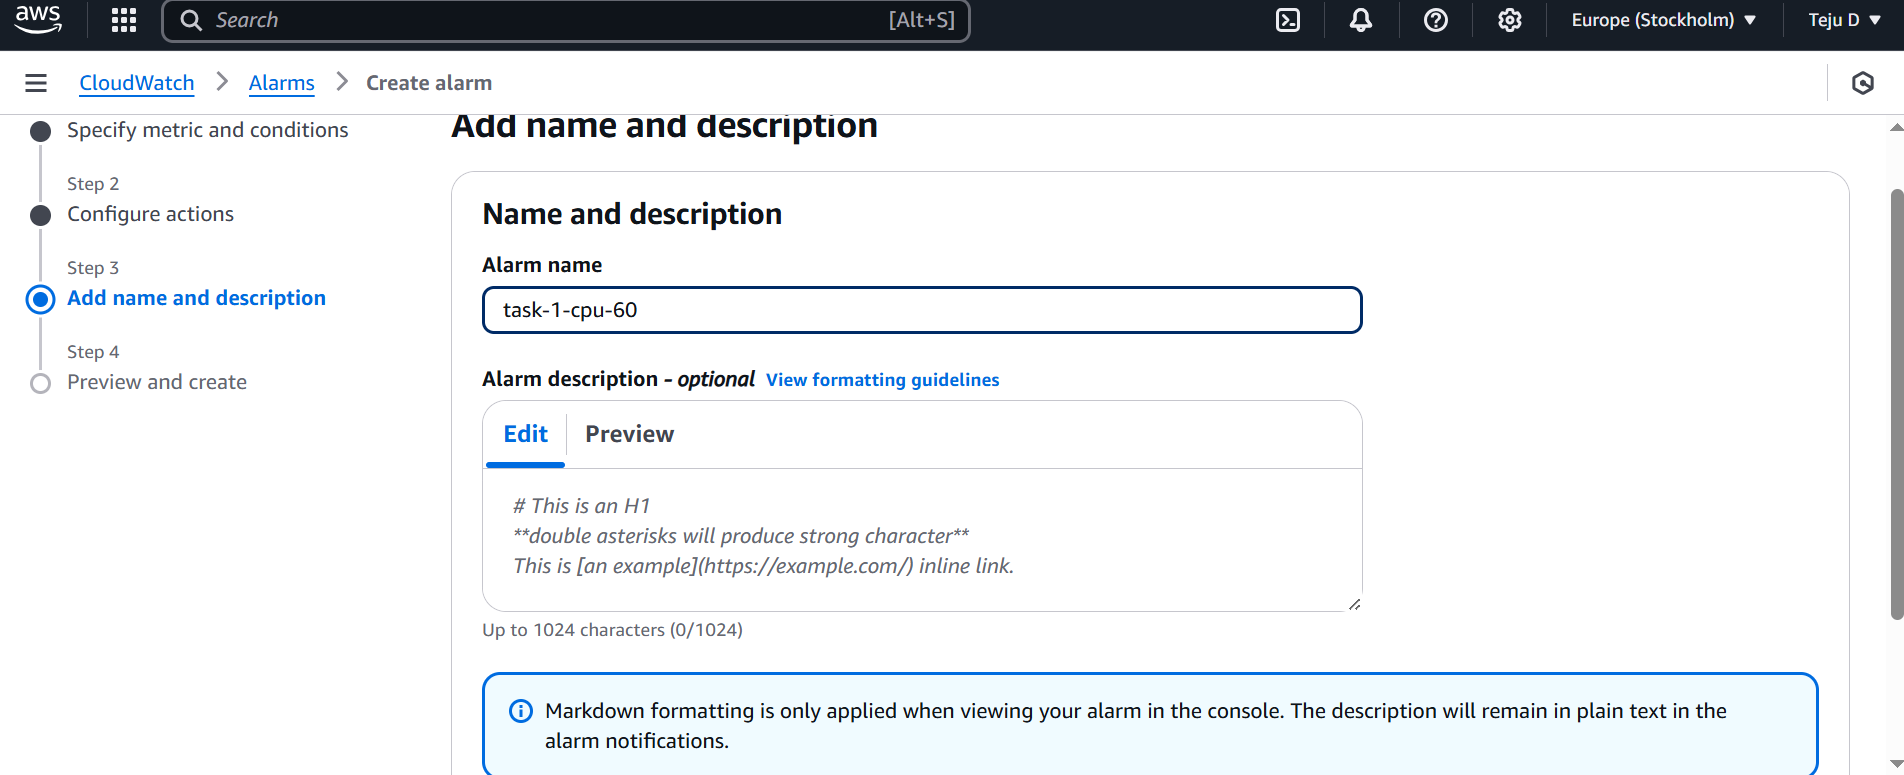 aws
Search
[Alt+S]
Europe (Stockholm)
Teju D
CloudWatch
Alarms
Create alarm
Specify metric and conditions
Step 2
Configure actions
Step 3
Add name and description
Step 4
Preview and create
Add name and description
Name and description
Alarm name
task-1-cpu-60
Alarm description - optional View formatting guidelines
Edit
Preview
# This is an H1
**double asterisks will produce strong character**
This is [an example](https://example.com/) inline link.
Up to 1024 characters (0/1024)
Markdown formatting is only applied when viewing your alarm in the console. The description will remain in plain text in the
alarm notifications.